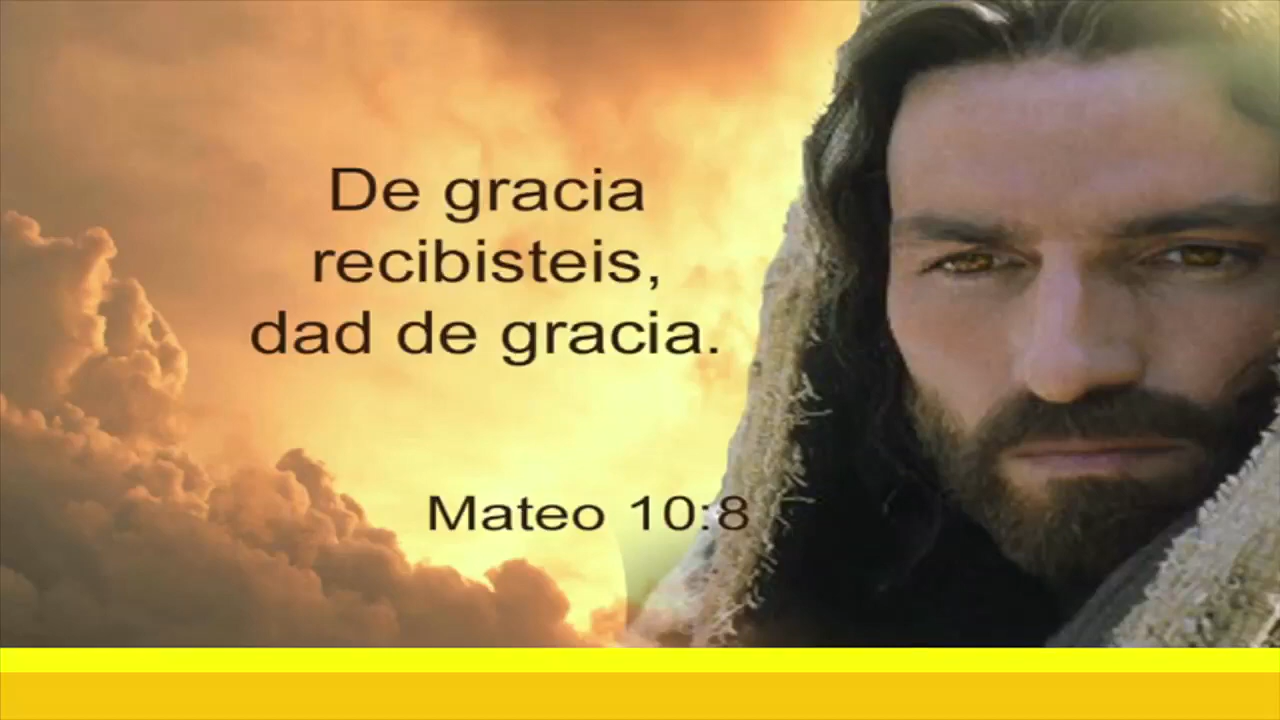 De gracia
recibisteis,
dad de gracia.
Mateo 10:8